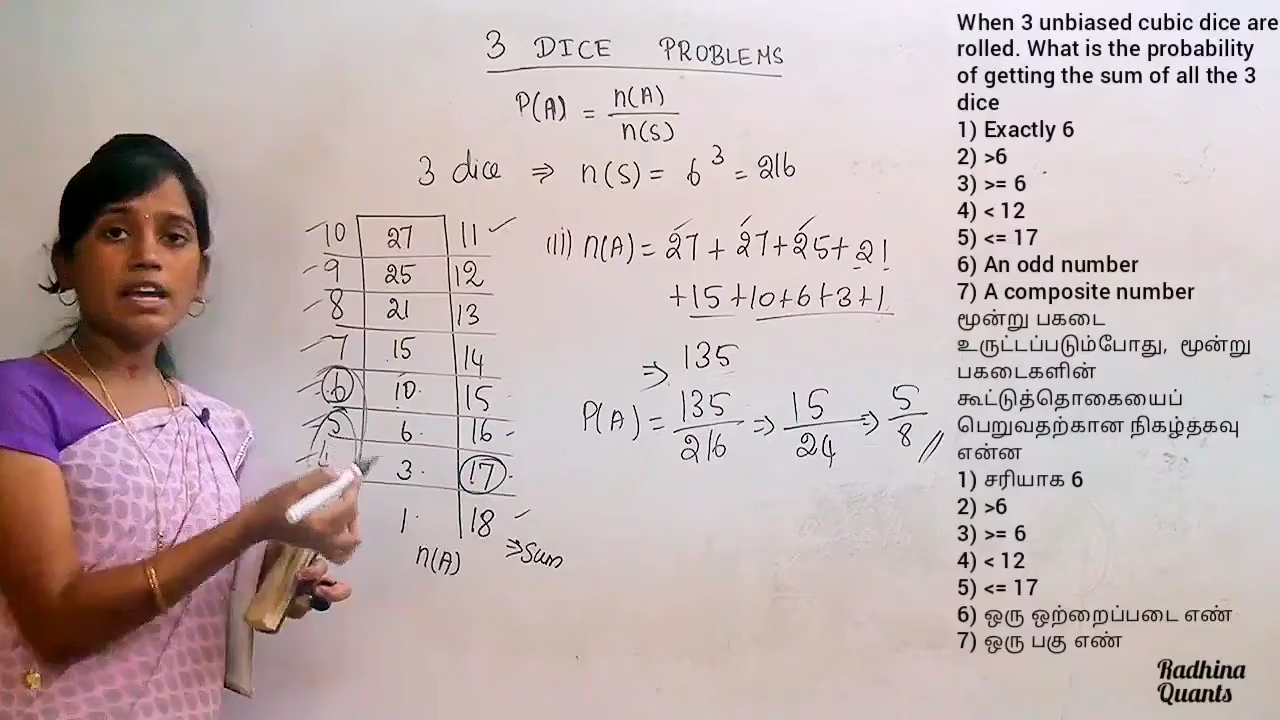 3 DICE PROBLEMS
P(A) = n(A)/n(S)
3 dice ⇒ n(S) = 6³ = 216
10 27 11 ✓
9 25 12
8 21 13
7 15 14
6 10 15
5 6 16
3 17
1 18
n(A) ⇒Sum
(ii) n(A) = 27 + 27 + 25 + 21
+15 +10+6+3+1
⇒ 135
P(A) = 135/216 ⇒ 15/24 ⇒ 5/8 //
When 3 unbiased cubic dice are
rolled. What is the probability
of getting the sum of all the 3
dice
1) Exactly 6
2) >6
3) >= 6
4) < 12
5) <= 17
6) An odd number
7) A composite number
மூன்று பகடை
உருட்டப்படும்போது, மூன்று
பகடைகளின்
கூட்டுத்தொகையைப்
பெறுவதற்கான நிகழ்தகவு
என்ன
1) சரியாக 6
2) >6
3) >= 6
4) < 12
5) <= 17
6) ஒரு ஒற்றைப்படை எண்
7) ஒரு பகு எண்
Radhina
Quants